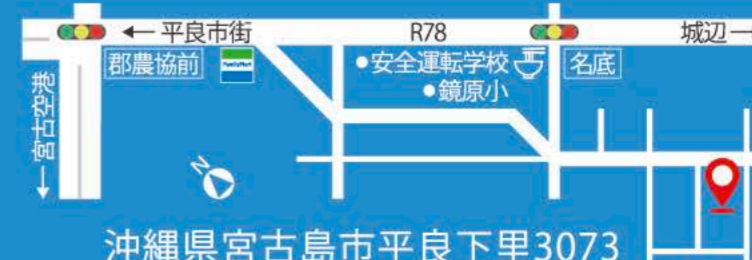 ← 平良市街
R78
城辺→
郡農協前
FamilyMart
●安全運転学校
名底
●鏡原小
←宮古空港
N
沖縄県宮古島市平良下里3073